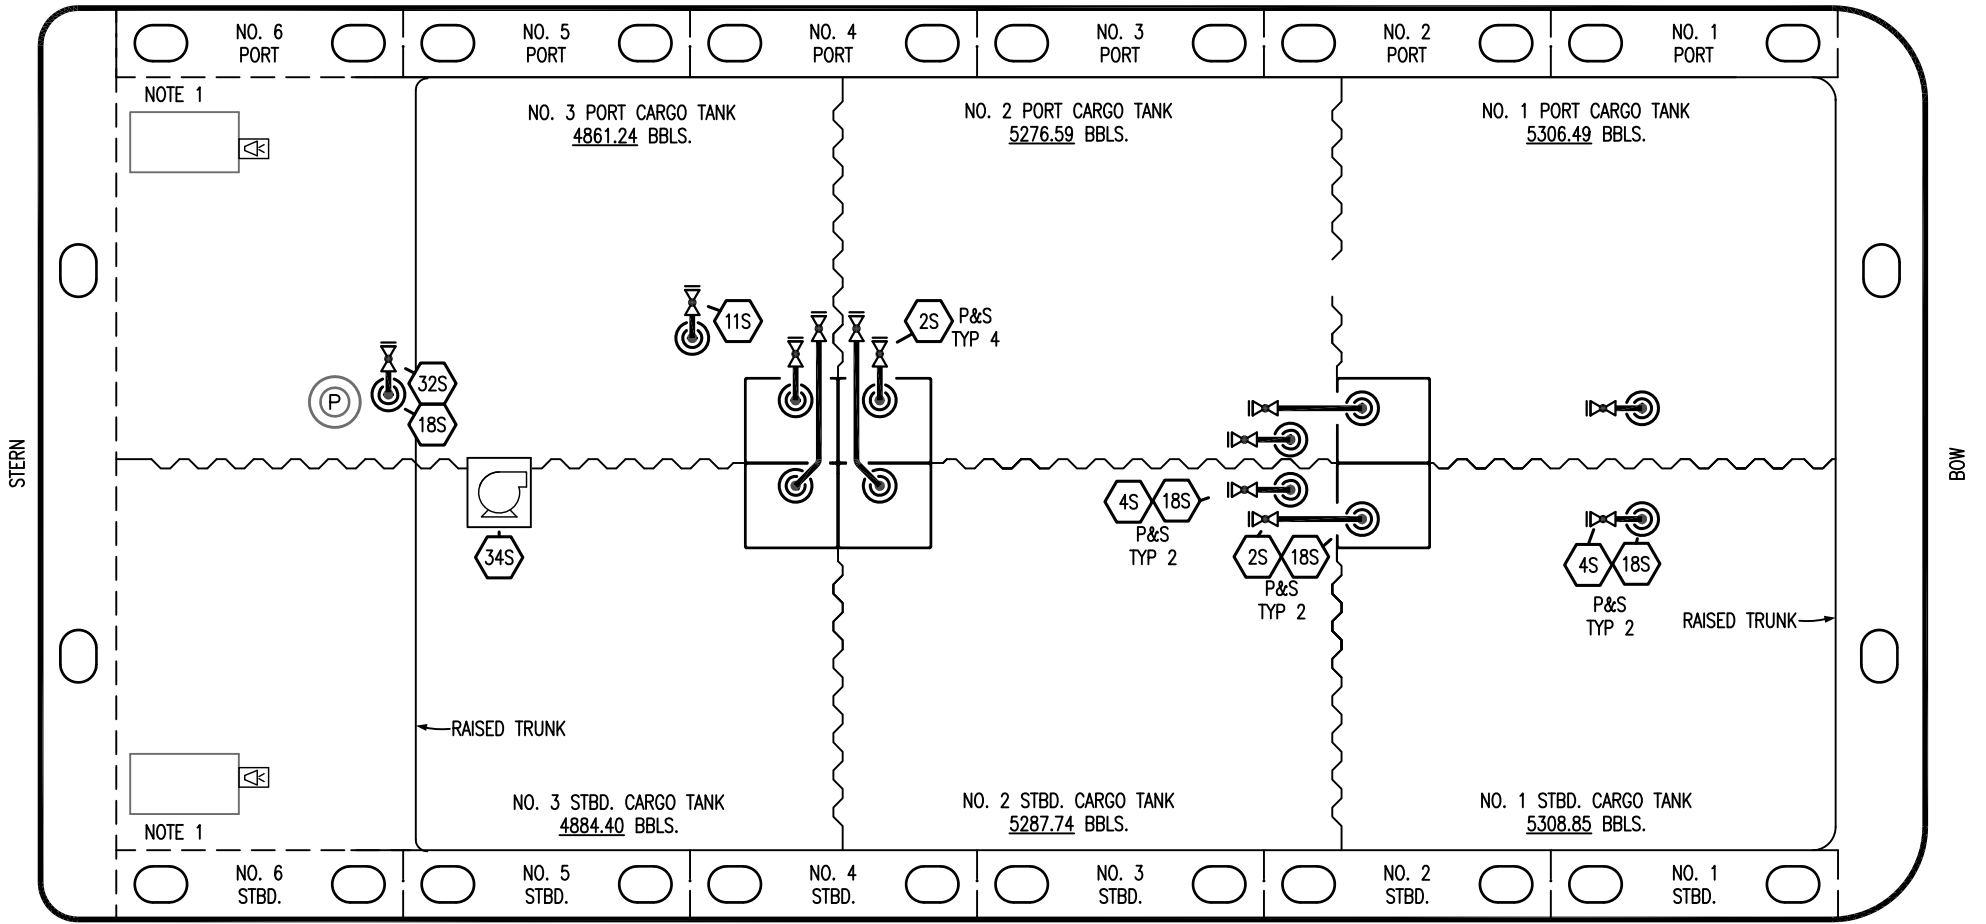 NO. 6
PORT
NO. 5
PORT
NO. 4
PORT
NO. 3
PORT
NO. 2
PORT
NO. 1
PORT
NOTE 1
NO. 3 PORT CARGO TANK
4861.24 BBLS.
NO. 2 PORT CARGO TANK
5276.59 BBLS.
NO. 1 PORT CARGO TANK
5306.49 BBLS.
11S
2S
P&S
TYP 4
32S
18S
P
STERN
BOW
34S
4S
18S
P&S
TYP 2
2S
18S
P&S
TYP 2
4S
18S
P&S
TYP 2
RAISED TRUNK
RAISED TRUNK
NO. 3 STBD. CARGO TANK
4884.40 BBLS.
NO. 2 STBD. CARGO TANK
5287.74 BBLS.
NO. 1 STBD. CARGO TANK
5308.85 BBLS.
NOTE 1
NO. 6
STBD.
NO. 5
STBD.
NO. 4
STBD.
NO. 3
STBD.
NO. 2
STBD.
NO. 1
STBD.